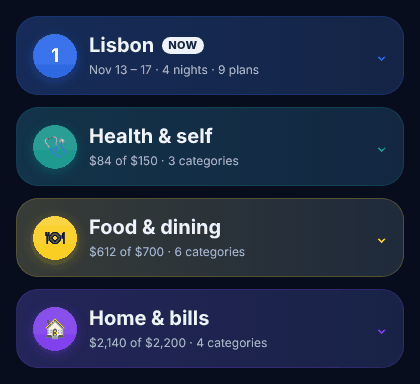 1
Lisbon NOW
Nov 13 – 17 · 4 nights · 9 plans
Health & self
$84 of $150 · 3 categories
Food & dining
$612 of $700 · 6 categories
Home & bills
$2,140 of $2,200 · 4 categories